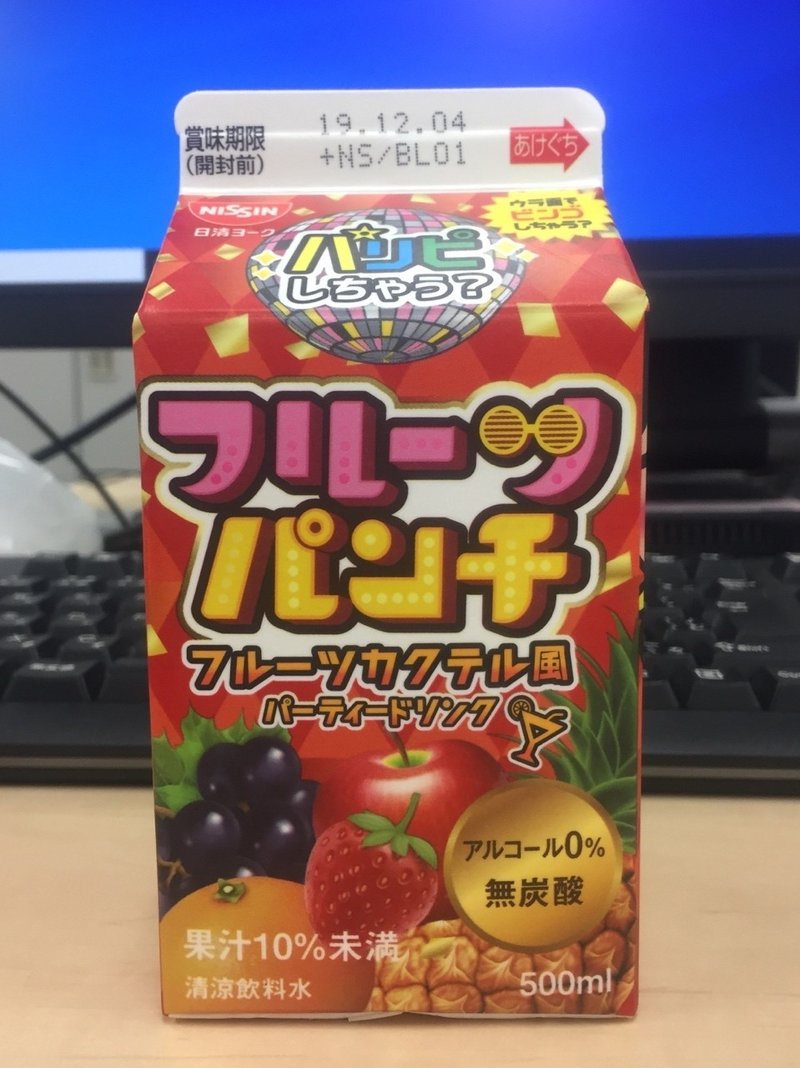 賞味期限
(開封前)
19.12.04
+NS/BL01
あけぐち
NISSIN
日清ヨーク
パリピ
しちゃう?
ウラ面で
ビンゴ
しちゃう?
フルーツ
パンチ
フルーツカクテル風
パーティードリンク
アルコール0%
無炭酸
果汁10%未満
清涼飲料水
500ml